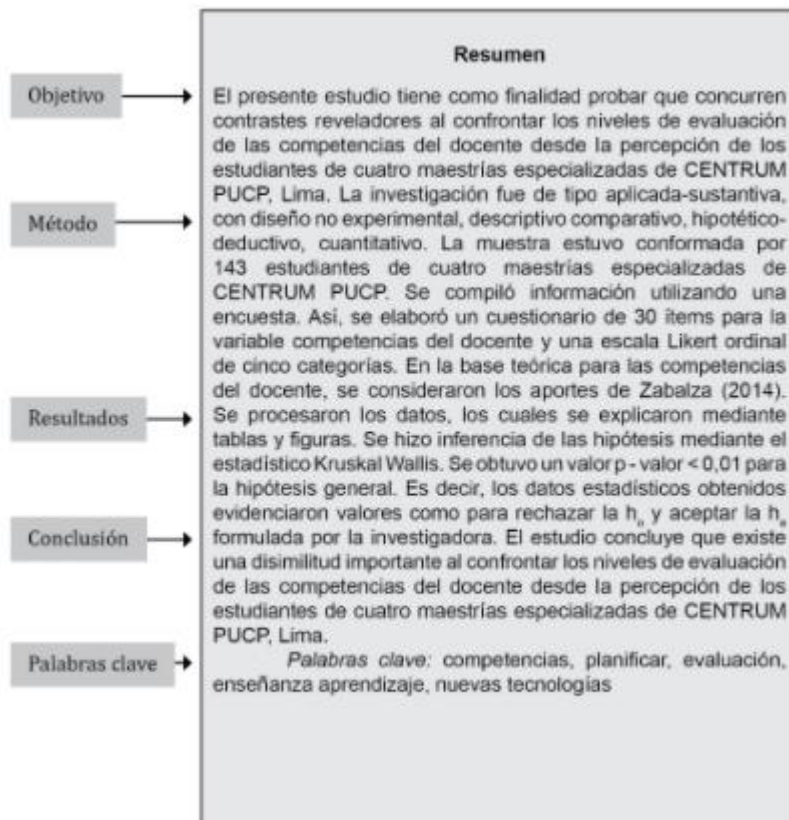 Resumen
Objetivo
El presente estudio tiene como finalidad probar que concurren
contrastes reveladores al confrontar los niveles de evaluación
de las competencias del docente desde la percepción de los
estudiantes de cuatro maestrías especializadas de CENTRUM
PUCP, Lima. La investigación fue de tipo aplicada-sustantiva,
Método
con diseño no experimental, descriptivo comparativo, hipotético-
deductivo, cuantitativo. La muestra estuvo conformada por
143 estudiantes de cuatro maestrías especializadas de
CENTRUM PUCP. Se compiló información utilizando una
encuesta. Así, se elaboró un cuestionario de 30 ítems para la
variable competencias del docente y una escala Likert ordinal
de cinco categorías. En la base teórica para las competencias
del docente, se consideraron los aportes de Zabalza (2014).
Resultados
Se procesaron los datos, los cuales se explicaron mediante
tablas y figuras. Se hizo inferencia de las hipótesis mediante el
estadístico Kruskal Wallis. Se obtuvo un valor p - valor < 0,01 para
la hipótesis general. Es decir, los datos estadísticos obtenidos
evidenciaron valores como para rechazar la h y aceptar la h
Conclusión
formulada por la investigadora. El estudio concluye que existe
una disimilitud importante al confrontar los niveles de evaluación
de las competencias del docente desde la percepción de los
estudiantes de cuatro maestrías especializadas de CENTRUM
PUCP, Lima.
Palabras clave
Palabras clave: competencias, planificar, evaluación,
enseñanza aprendizaje, nuevas tecnologías